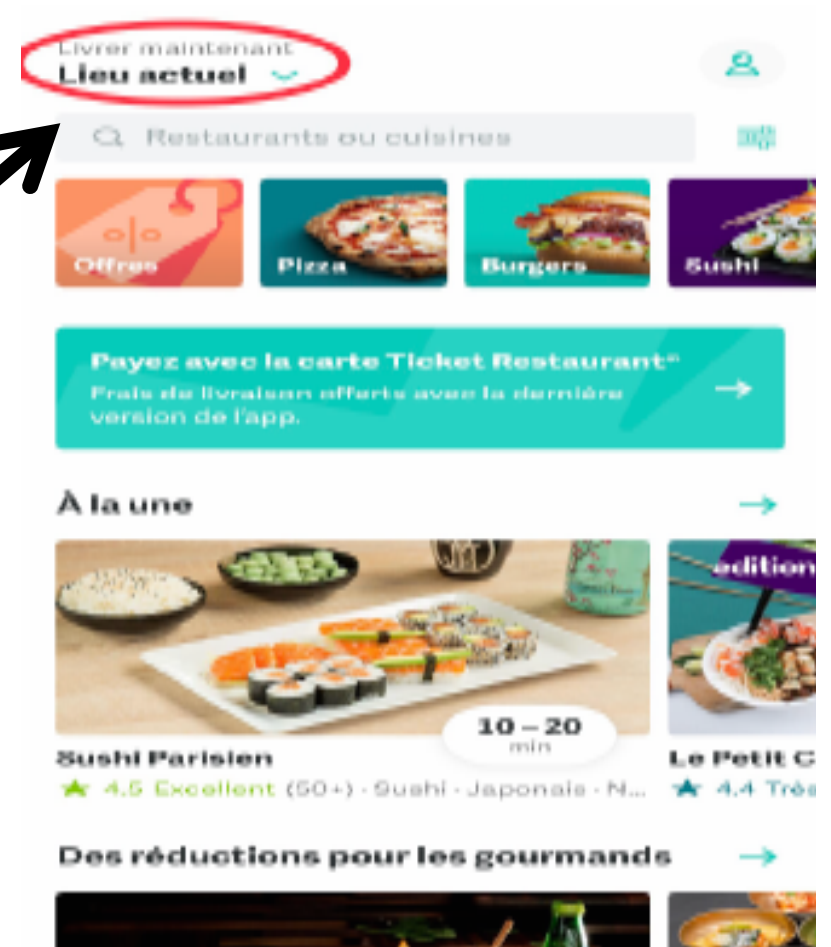 Livrer maintenant
Lieu actuel
Restaurants ou cuisines
Offres
Pizza
Burgers
Sushi
Payez avec la carte Ticket Restaurant
Frais de livraison offerts avec la dernière
version de l'app.
À la une
edition
10 – 20
min
Sushi Parisien
4.5 Excellent (50+) · Sushi · Japonais · N...
Le Petit C
4.4 Très
Des réductions pour les gourmands